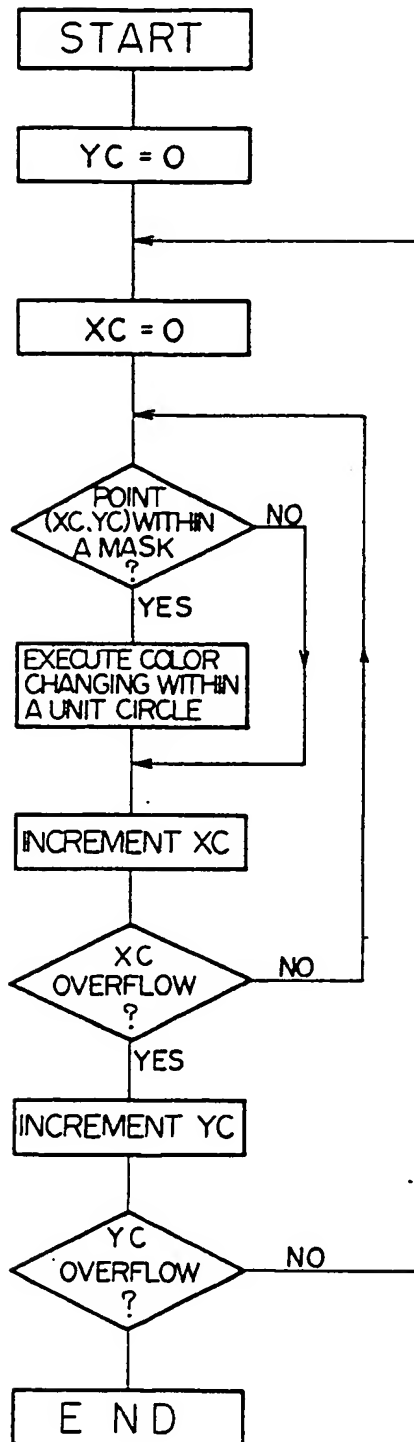 START
YC = 0
XC = 0
POINT
(XC.YC) WITHIN
A MASK
?
NO
YES
EXECUTE COLOR
CHANGING WITHIN
A UNIT CIRCLE
INCREMENT XC
XC
OVERFLOW
?
NO
YES
INCREMENT YC
YC
OVERFLOW
?
NO
END